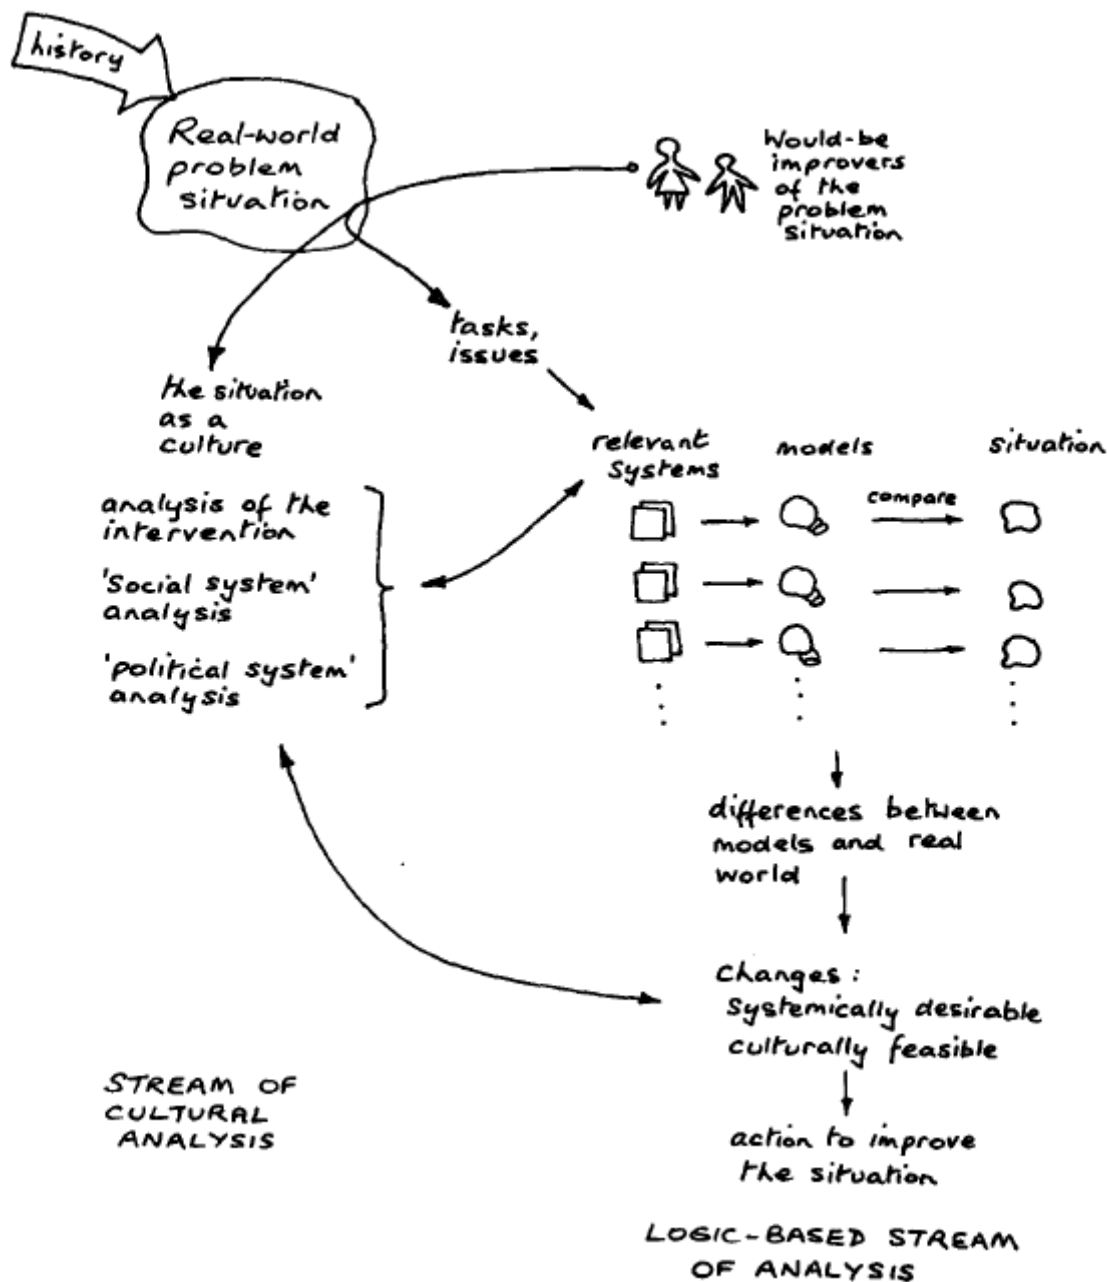 history
Real-world
problem
situation
Would-be
improvers
of the
problem
situation
tasks,
issues
the situation
as a
culture
relevant
systems
models
situation
analysis of the
intervention
compare
'Social system'
analysis
'political system'
analysis
differences between
models and real
world
Changes:
Systemically desirable
culturally feasible
STREAM OF
CULTURAL
ANALYSIS
action to improve
the situation
LOGIC-BASED STREAM
OF ANALYSIS